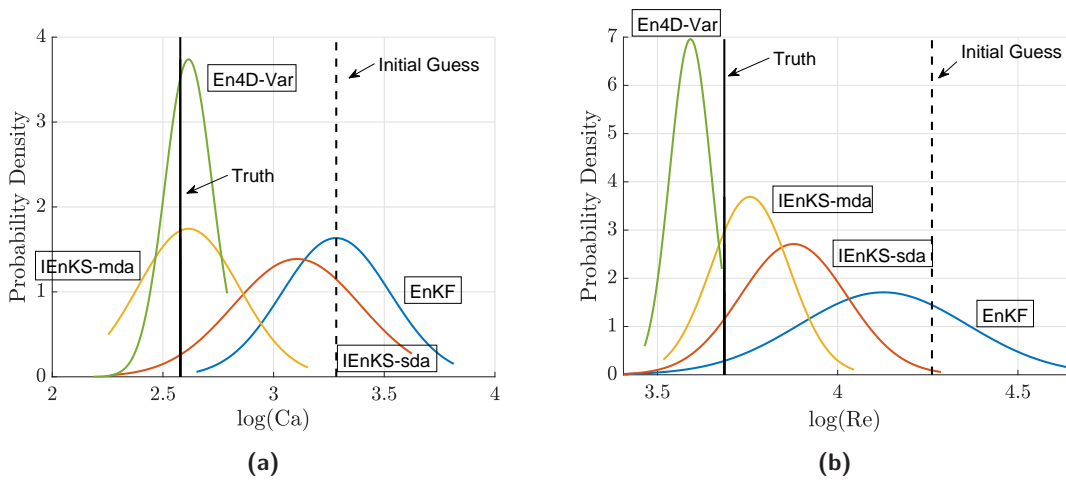 4
3
2
1
0
Probability Density
2
2.5
3
3.5
4
log(Ca)
En4D-Var
Initial Guess
Truth
IEnKS-mda
EnKF
IEnKS-sda
(a)
En4D-Var
7
6
5
4
3
2
1
0
Probability Density
3.5
4
4.5
log(Re)
Truth
Initial Guess
IEnKS-mda
IEnKS-sda
EnKF
(b)